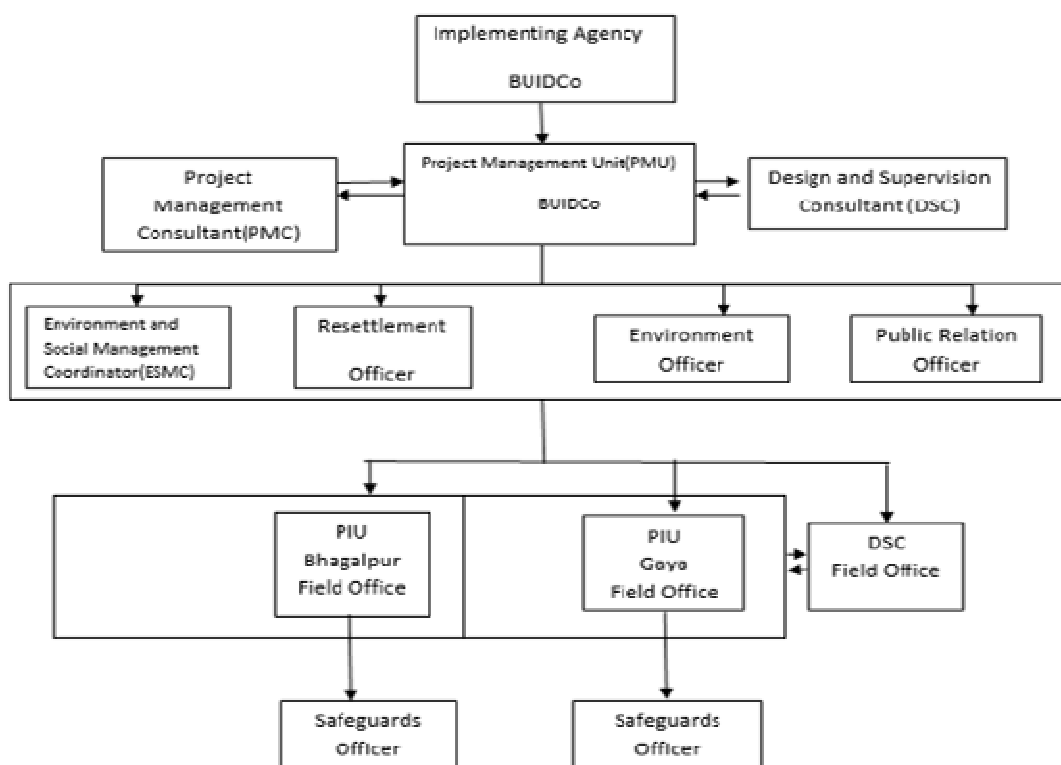 Implementing Agency
BUIDCo
Project Management Unit(PMU)
BUIDCo
Project
Management
Consultant(PMC)
Design and Supervision
Consultant (DSC)
Environment and
Social Management
Coordinator(ESMC)
Resettlement
Officer
Environment
Officer
Public Relation
Officer
PIU
Bhagalpur
Field Office
PIU
Gaya
Field Office
DSC
Field Office
Safeguards
Officer
Safeguards
Officer